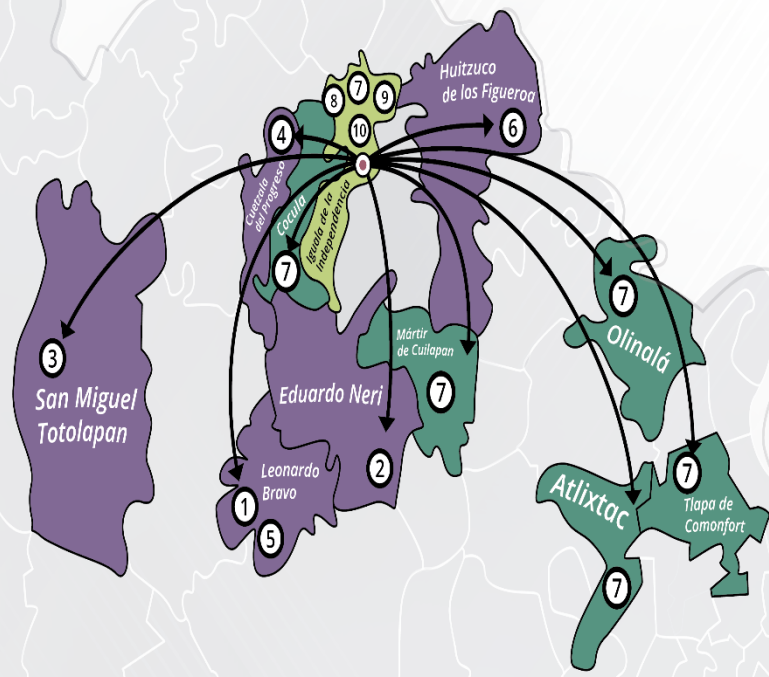 Huitzuco
de los Figueroa
8
7
9
10
6
4
Cuetzala
del Progreso
Cocula
Iguala de la
Independencia
7
7
Olinalá
3
San Miguel
Totolapan
Eduardo Neri
Mártir
de Cuilapan
7
2
Leonardo
Bravo
1
5
Atlixtac
7
7
Tlapa de
Comonfort